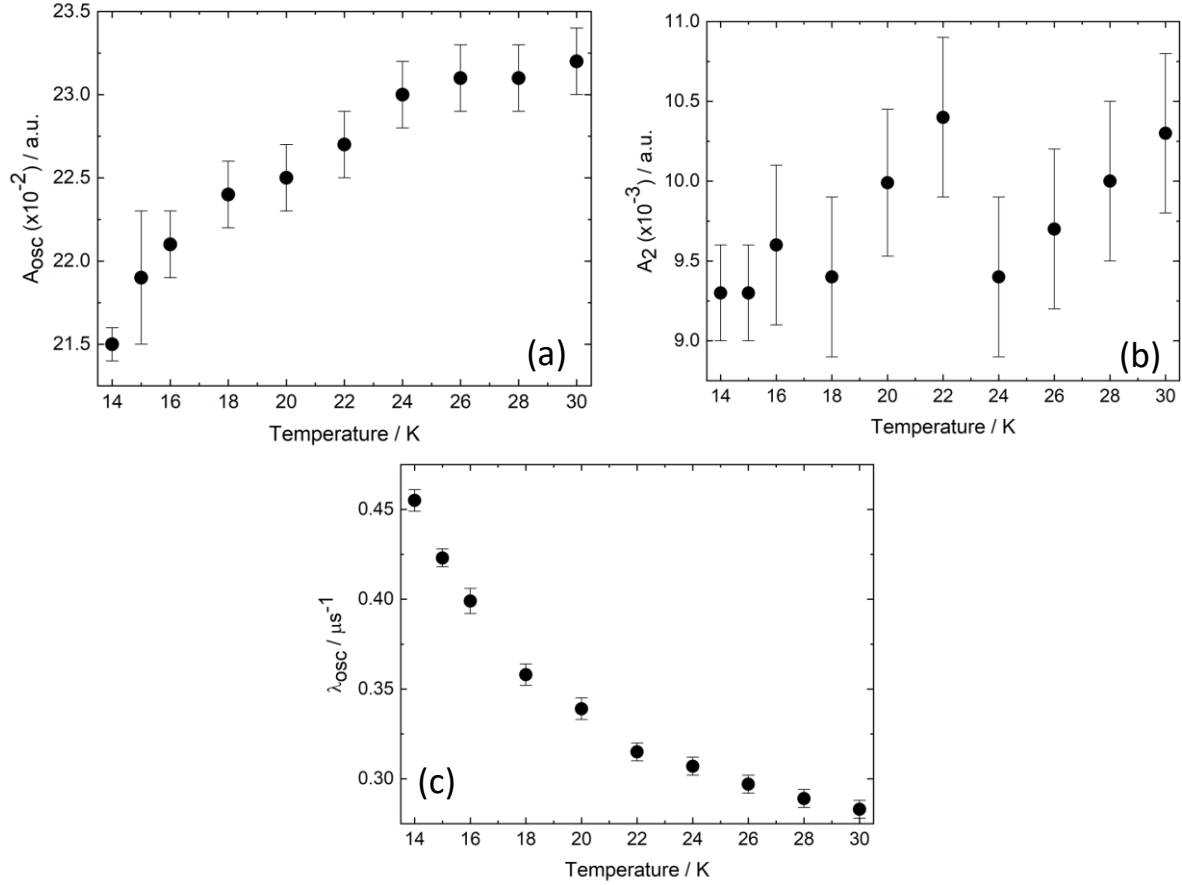 23.5
23.0
22.5
22.0
21.5
A_osc (x10^-2) / a.u.
(a)
14 16 18 20 22 24 26 28 30
Temperature / K
11.0
10.5
10.0
9.5
9.0
A_2 (x10^-3) / a.u.
(b)
14 16 18 20 22 24 26 28 30
Temperature / K
0.45
0.40
0.35
0.30
λ_osc / μs^-1
(c)
14 16 18 20 22 24 26 28 30
Temperature / K